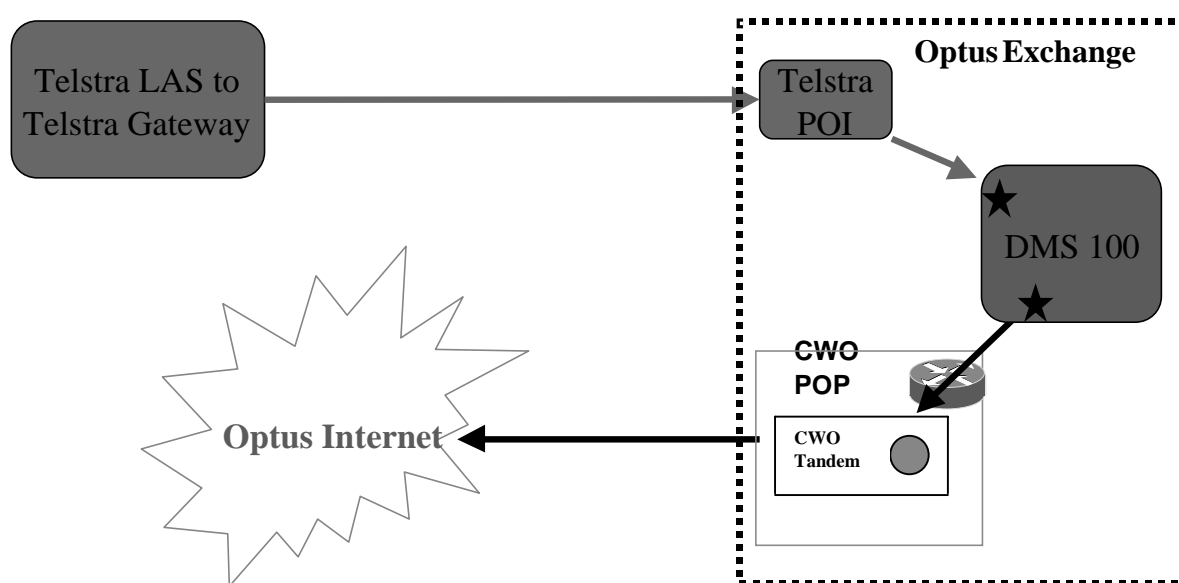 Optus Exchange
Telstra LAS to
Telstra Gateway
Telstra
POI
DMS 100
CWO
POP
CWO
Tandem
Optus Internet